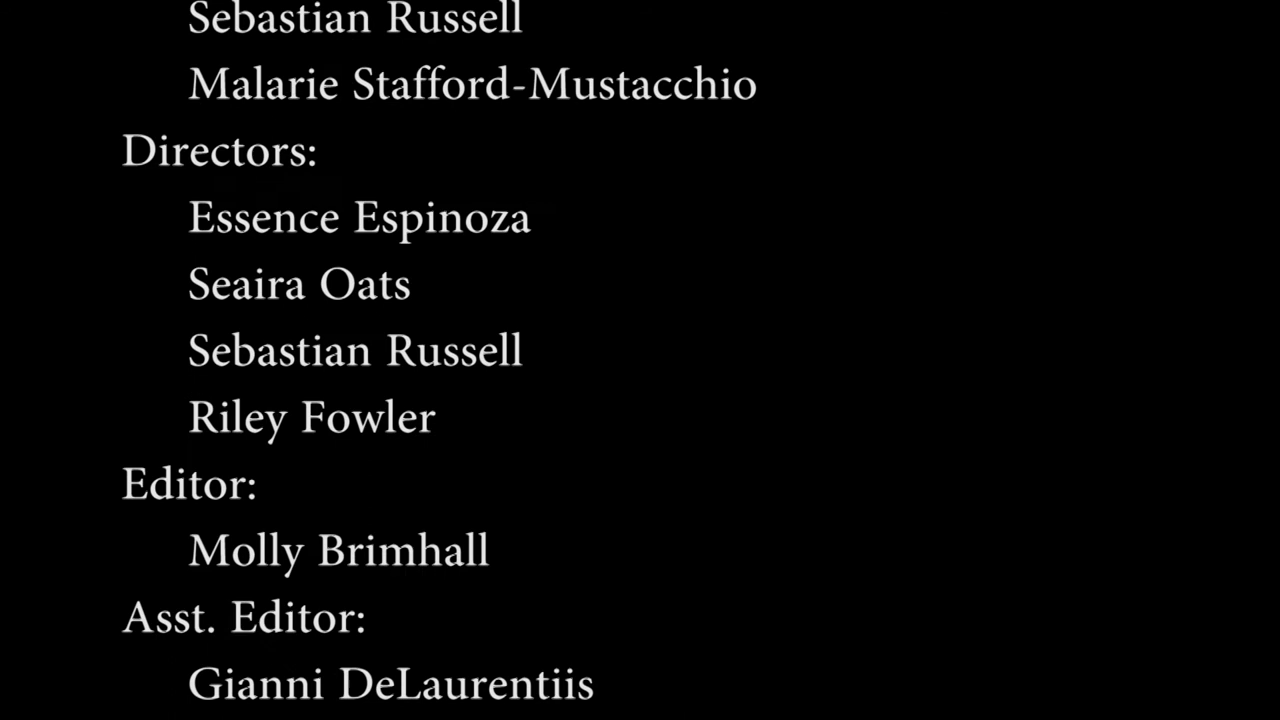 Sebastian Russell
Malarie Stafford-Mustacchio
Directors:
Essence Espinoza
Seaira Oats
Sebastian Russell
Riley Fowler
Editor:
Molly Brimhall
Asst. Editor:
Gianni DeLaurentiis